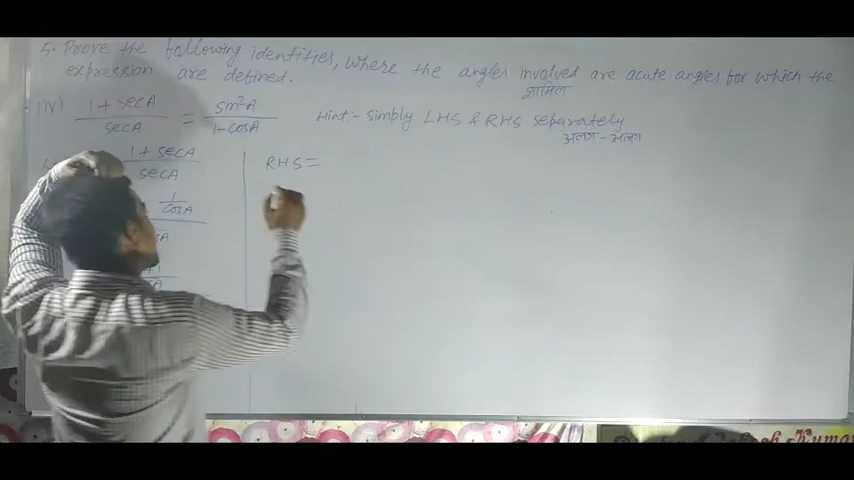 5. Prove the following identities, where the angles involved are acute angles for which the
शामिल
expression are defined.
(iv) 1 + secA / secA = sin²A / 1-cosA
Hint:- Simply LHS & RHS separately
अलग-अलग
1 + secA
secA
1
cosA
RHS =
Kumar